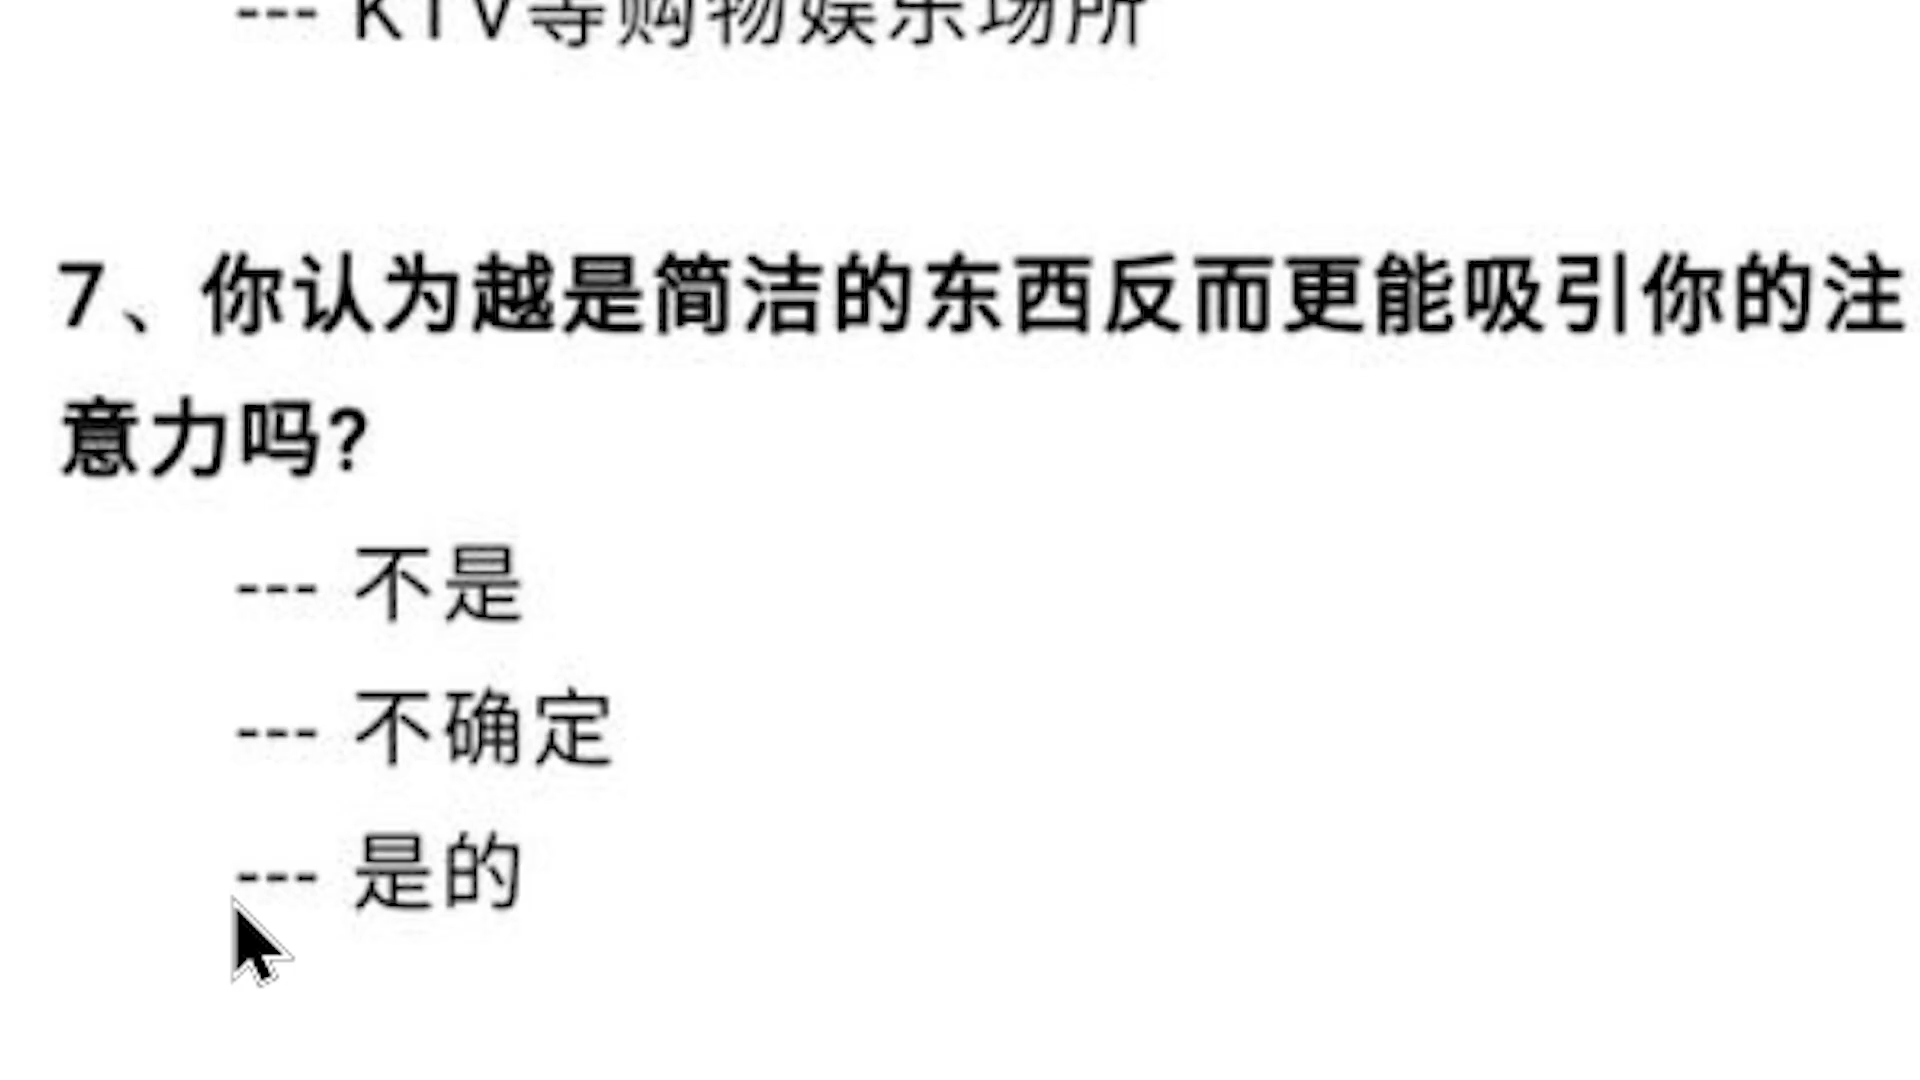 --- KTV等购物娱乐场所
7、你认为越是简洁的东西反而更能吸引你的注
意力吗?
--- 不是
--- 不确定
--- 是的